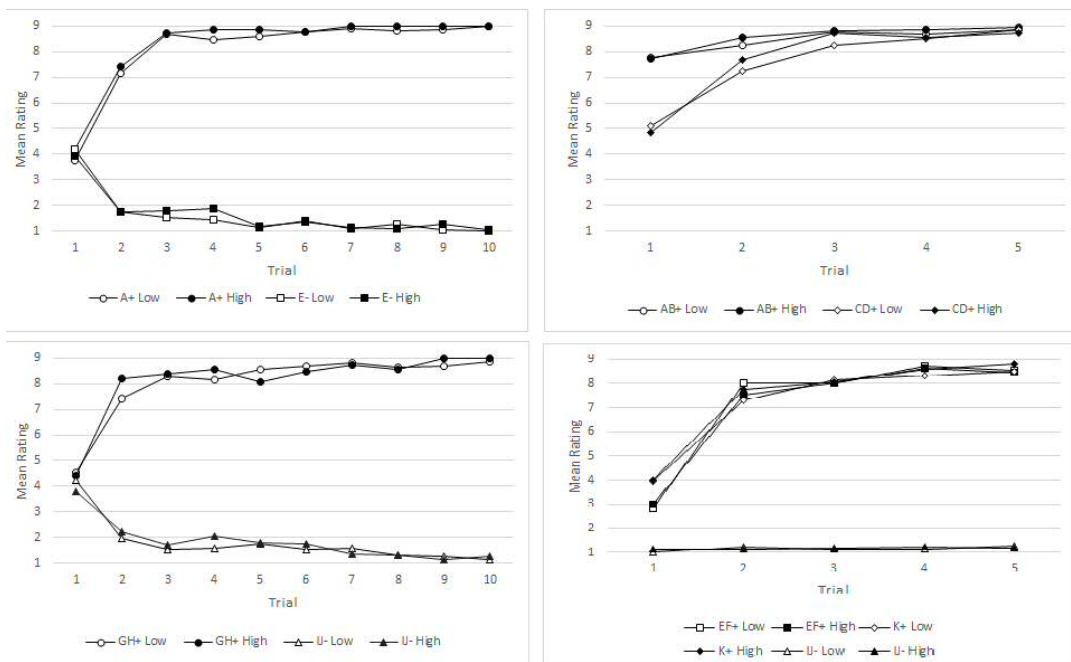 Mean Rating
9
8
7
6
5
4
3
2
1
1 2 3 4 5 6 7 8 9 10
Trial
A+ Low A+ High E- Low E- High
Mean Rating
9
8
7
6
5
4
3
2
1
1 2 3 4 5
Trial
AB+ Low AB+ High CD+ Low CD+ High
Mean Rating
9
8
7
6
5
4
3
2
1
1 2 3 4 5 6 7 8 9 10
Trial
GH+ Low GH+ High IJ- Low IJ- High
Mean Rating
9
8
7
6
5
4
3
2
1
1 2 3 4 5
Trial
EF+ Low EF+ High K+ Low
K+ High IJ- Low IJ- High